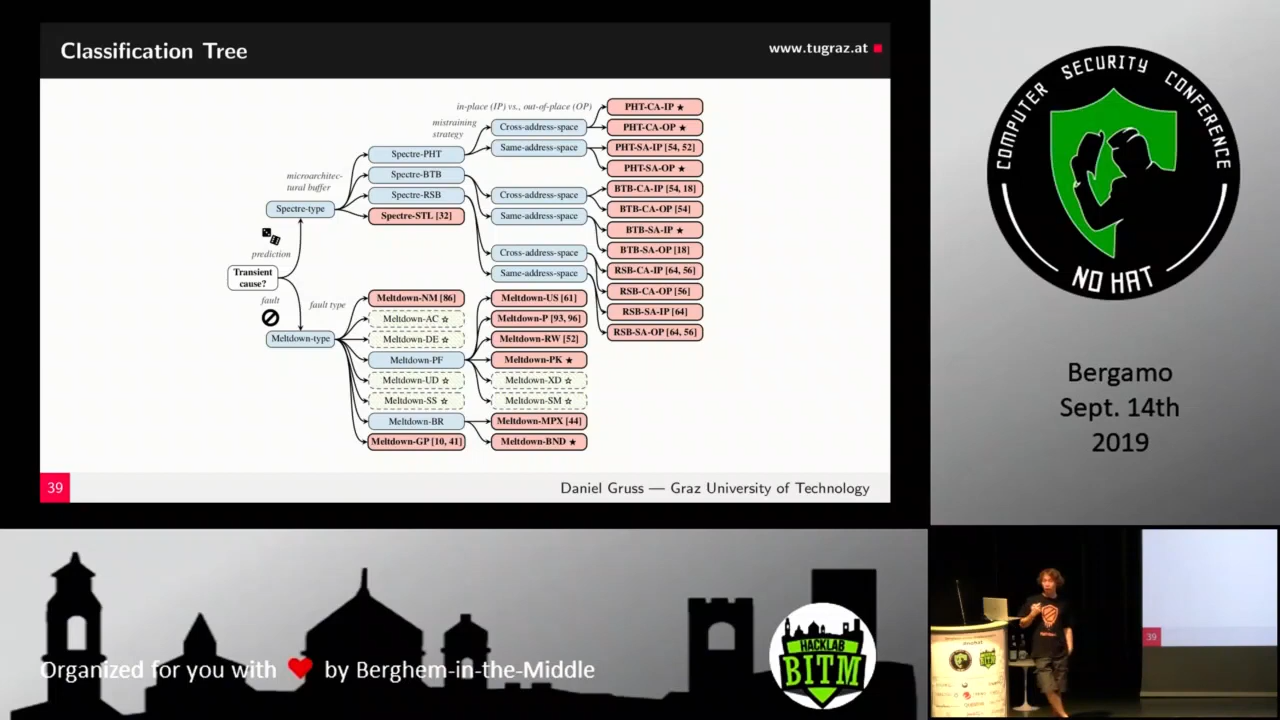 Classification Tree
www.tugraz.at
in-place (IP) vs., out-of-place (OP)
mistraining
strategy
microarchitec-
tural buffer
PHT-CA-IP ★
Cross-address-space
PHT-CA-OP ★
Spectre-PHT
Same-address-space
PHT-SA-IP [54, 52]
PHT-SA-OP ★
Spectre-BTB
BTB-CA-IP [54, 18]
Spectre-RSB
Cross-address-space
BTB-CA-OP [54]
Spectre-type
Spectre-STL [32]
Same-address-space
BTB-SA-IP ★
BTB-SA-OP [18]
prediction
Cross-address-space
RSB-CA-IP [64, 56]
Transient
cause?
Same-address-space
RSB-CA-OP [56]
RSB-SA-IP [64]
RSB-SA-OP [64, 56]
fault
fault type
Meltdown-type
Meltdown-NM [86]
Meltdown-US [61]
Meltdown-AC ☆
Meltdown-P [93, 96]
Meltdown-DE ☆
Meltdown-RW [52]
Meltdown-PF
Meltdown-PK ★
Meltdown-UD ☆
Meltdown-XD ☆
Meltdown-SS ☆
Meltdown-SM ☆
Meltdown-BR
Meltdown-MPX [44]
Meltdown-GP [10, 41]
Meltdown-BND ★
39
Daniel Gruss — Graz University of Technology
COMPUTER SECURITY CONFERENCE
NO HAT
Bergamo
Sept. 14th
2019
Organized for you with ❤ by Berghem-in-the-Middle
HACKLAB
BITM
39